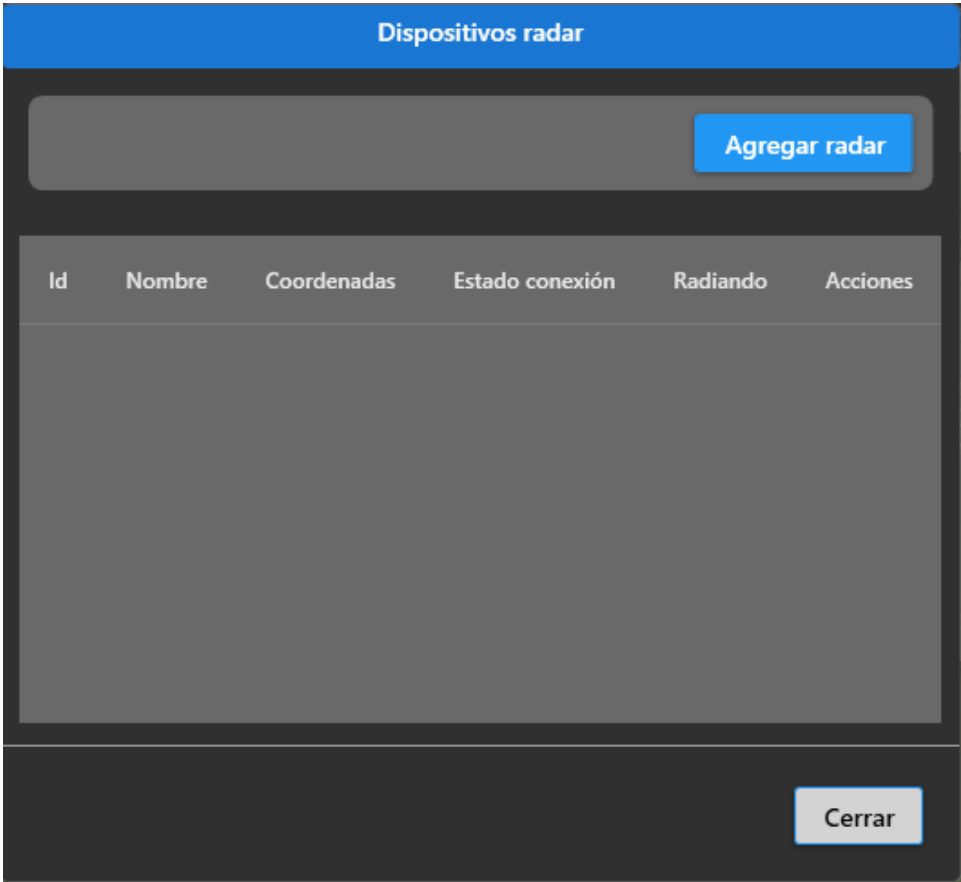 Dispositivos radar
Agregar radar
Id Nombre Coordenadas Estado conexión Radiando Acciones
Cerrar